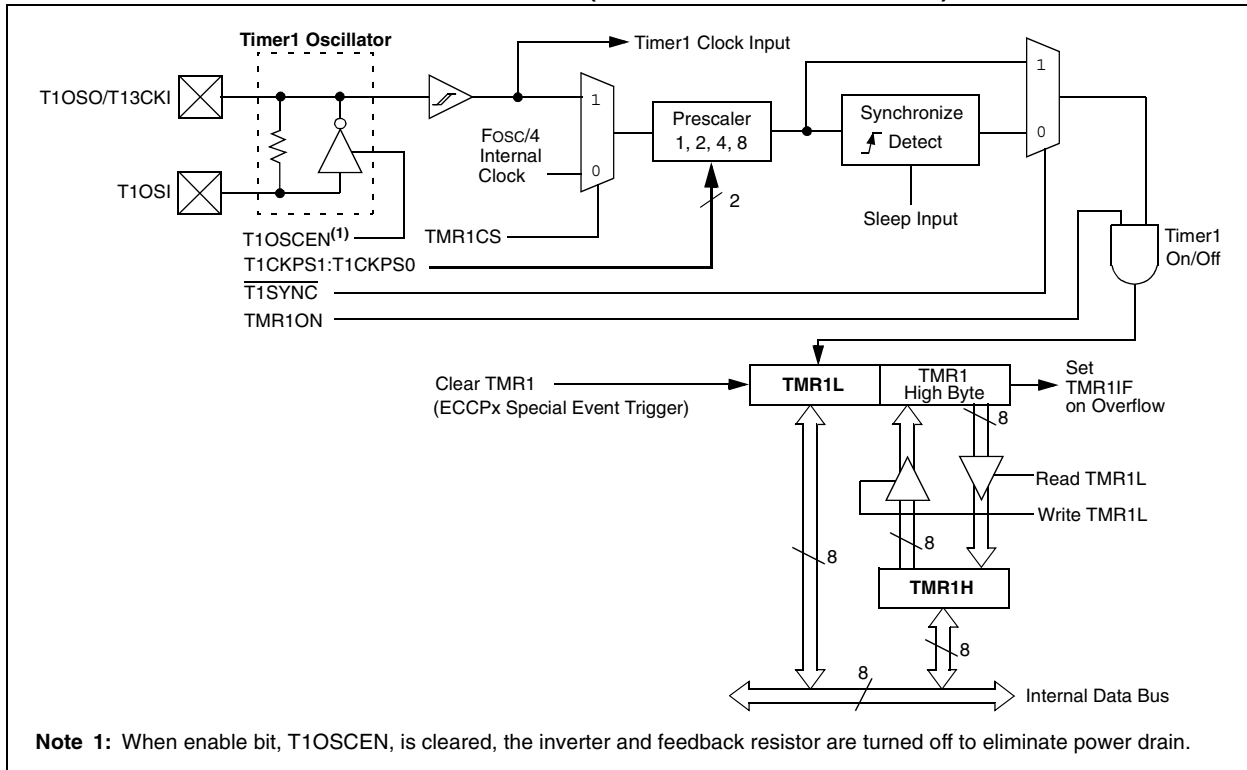 Timer1 Oscillator
Timer1 Clock Input
T1OSO/T13CKI
T1OSI
1
0
FOSC/4
Internal
Clock
Prescaler
1, 2, 4, 8
2
Synchronize
Detect
Sleep Input
1
0
T1OSCEN(1)
TMR1CS
T1CKPS1:T1CKPS0
T1SYNC
TMR1ON
Timer1
On/Off
Clear TMR1
(ECCPx Special Event Trigger)
TMR1L
TMR1
High Byte
Set
TMR1IF
on Overflow
8
Read TMR1L
Write TMR1L
8
8
TMR1H
8
8
Internal Data Bus
Note 1: When enable bit, T1OSCEN, is cleared, the inverter and feedback resistor are turned off to eliminate power drain.